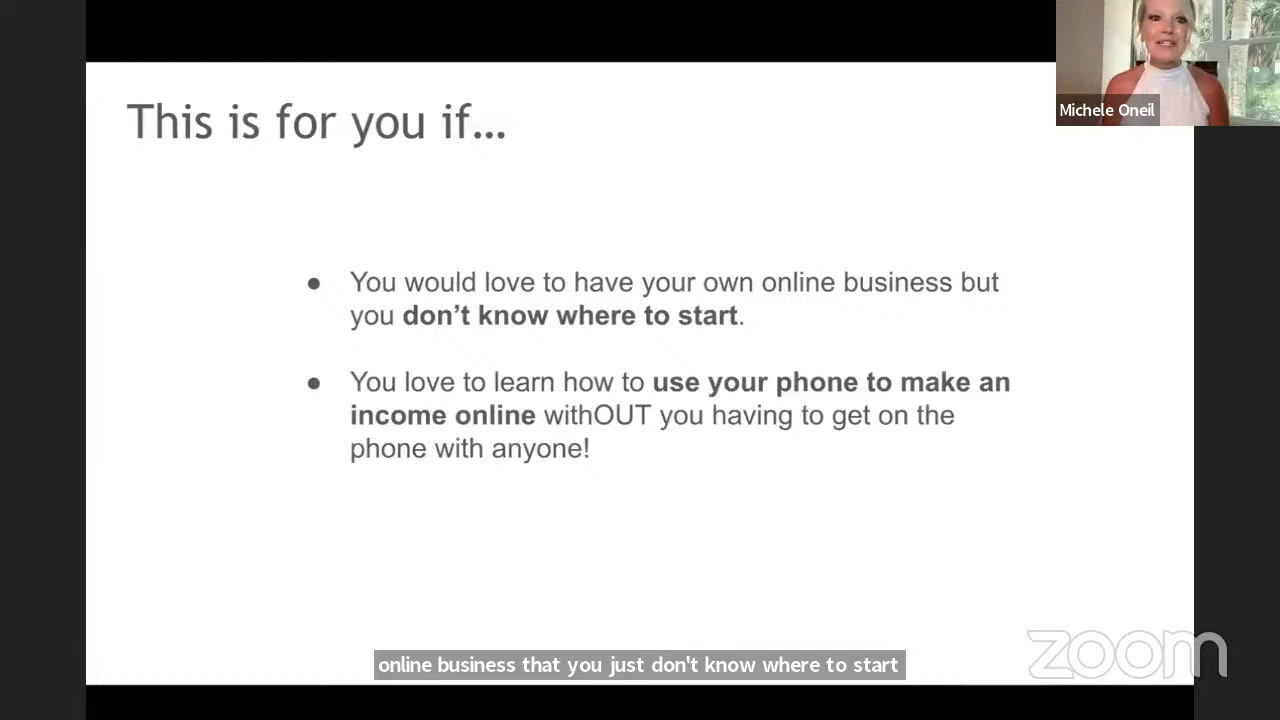 This is for you if...
Michele Oneil
● You would love to have your own online business but
you don't know where to start.
● You love to learn how to use your phone to make an
income online withOUT you having to get on the
phone with anyone!
online business that you just don't know where to start
zoom